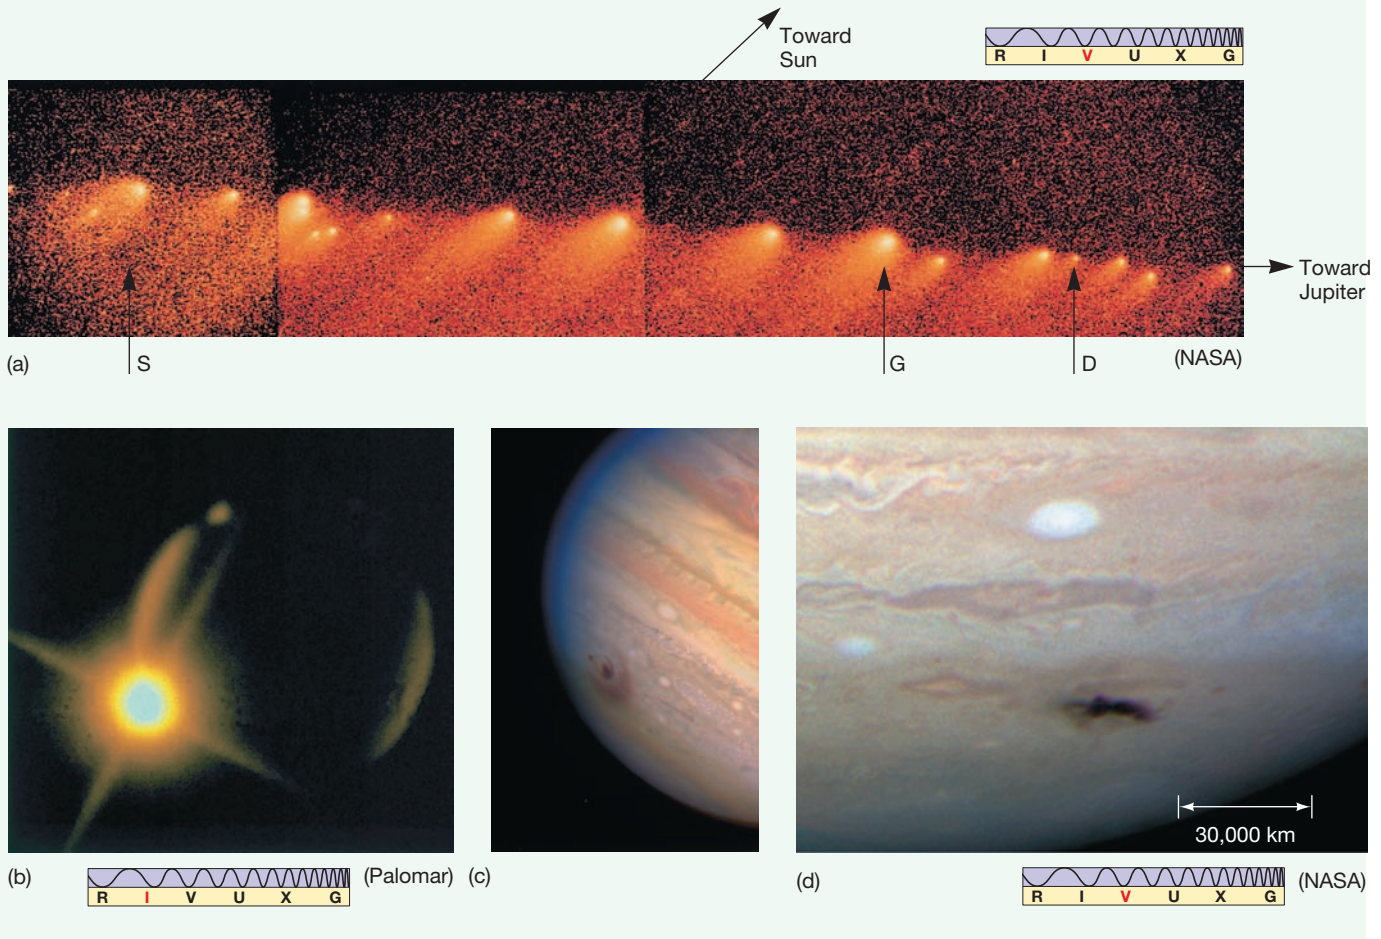 Toward
Sun
R I V U X G
Toward
Jupiter
(a)
S
G
D
(NASA)
(b)
R I V U X G
(Palomar)
(c)
(d)
30,000 km
R I V U X G
(NASA)